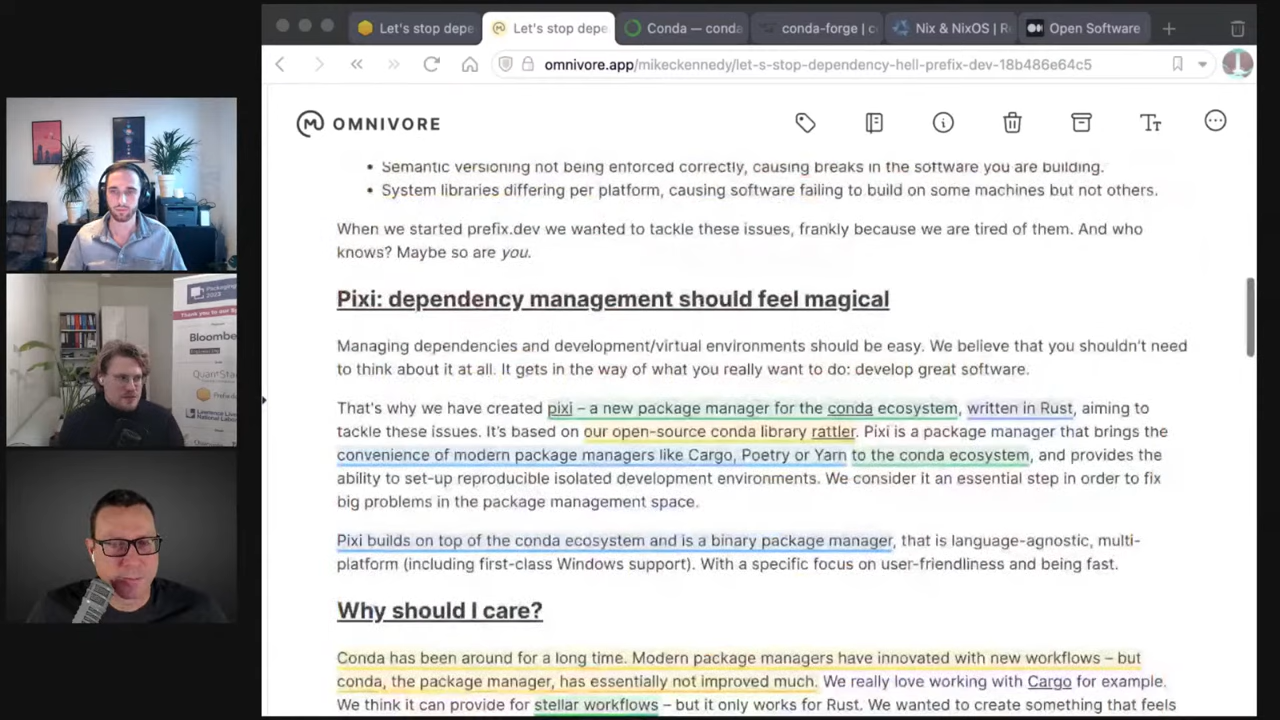 Let's stop depe
Let's stop depe
Conda — conda
conda-forge | c
Nix & NixOS | R
Open Software
omnivore.app/mikeckennedy/let-s-stop-dependency-hell-prefix-dev-18b486e64c5
OMNIVORE
• Semantic versioning not being enforced correctly, causing breaks in the software you are building.
• System libraries differing per platform, causing software failing to build on some machines but not others.
When we started prefix.dev we wanted to tackle these issues, frankly because we are tired of them. And who
knows? Maybe so are you.
Pixi: dependency management should feel magical
Managing dependencies and development/virtual environments should be easy. We believe that you shouldn't need
to think about it at all. It gets in the way of what you really want to do: develop great software.
That's why we have created pixi – a new package manager for the conda ecosystem, written in Rust, aiming to
tackle these issues. It's based on our open-source conda library rattler. Pixi is a package manager that brings the
convenience of modern package managers like Cargo, Poetry or Yarn to the conda ecosystem, and provides the
ability to set-up reproducible isolated development environments. We consider it an essential step in order to fix
big problems in the package management space.
Pixi builds on top of the conda ecosystem and is a binary package manager, that is language-agnostic, multi-
platform (including first-class Windows support). With a specific focus on user-friendliness and being fast.
Why should I care?
Conda has been around for a long time. Modern package managers have innovated with new workflows – but
conda, the package manager, has essentially not improved much. We really love working with Cargo for example.
We think it can provide for stellar workflows – but it only works for Rust. We wanted to create something that feels
Packaging
2023
Thank you to our
Bloomber
QuantStac
Prefix.d
Lawrence Liver
National Labor